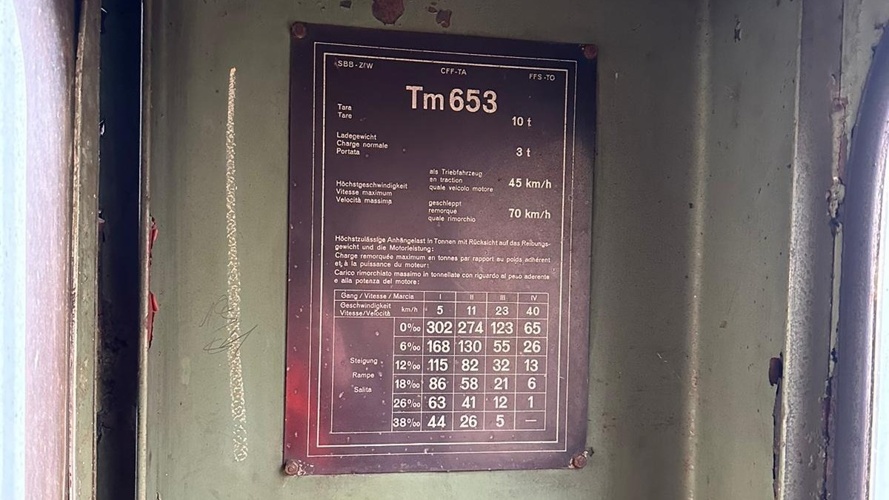 SBB-ZfW CFF-TA FFS-TO
Tm 653
Tara
Tare
10 t
Ladegewicht
Charge normale
Portata
3 t
Höchstgeschwindigkeit
Vitesse maximum
Velocità massima
als Triebfahrzeug
en traction
quale veicolo motore
45 km/h
geschleppt
remorqué
quale rimorchio
70 km/h
Höchstzulässige Anhängelast in Tonnen mit Rücksicht auf das Reibungs-
gewicht und die Motorleistung:
Charge remorquée maximum en tonnes par rapport au poids adhérent
et à la puissance du moteur:
Carico rimorchiato massimo in tonnellate con riguardo al peso aderente
e alla potenza del motore:
Gang / Vitesse / Marcia I II III IV
Geschwindigkeit
Vitesse/Velocità
km/h 5 11 23 40
Steigung
Rampe
Salita
0‰ 302 274 123 65
6‰ 168 130 55 26
12‰ 115 82 32 13
18‰ 86 58 21 6
26‰ 63 41 12 1
38‰ 44 26 5 —